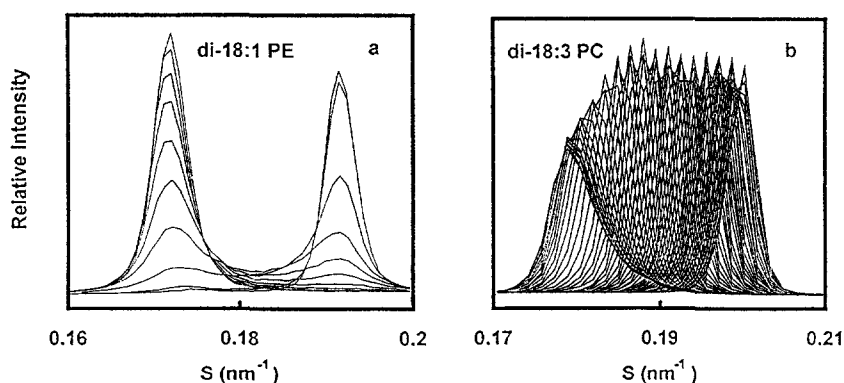 Relative Intensity
di-18:1 PE
a
0.16
0.18
0.2
S (nm⁻¹)
di-18:3 PC
b
0.17
0.19
0.21
S (nm⁻¹)